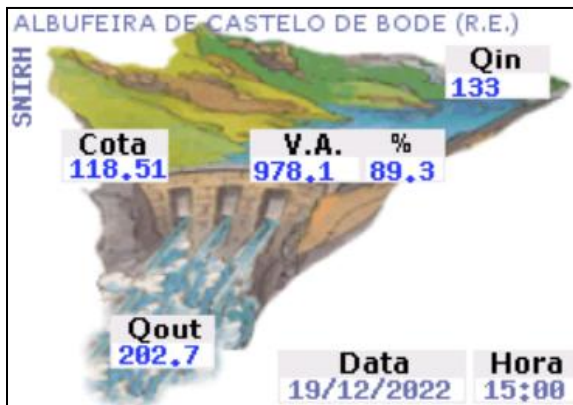 ALBUFEIRA DE CASTELO DE BODE (R.E.)
SNIRH
Qin
133
Cota
118.51
V.A. %
978.1 89.3
Qout
202.7
Data Hora
19/12/2022 15:00